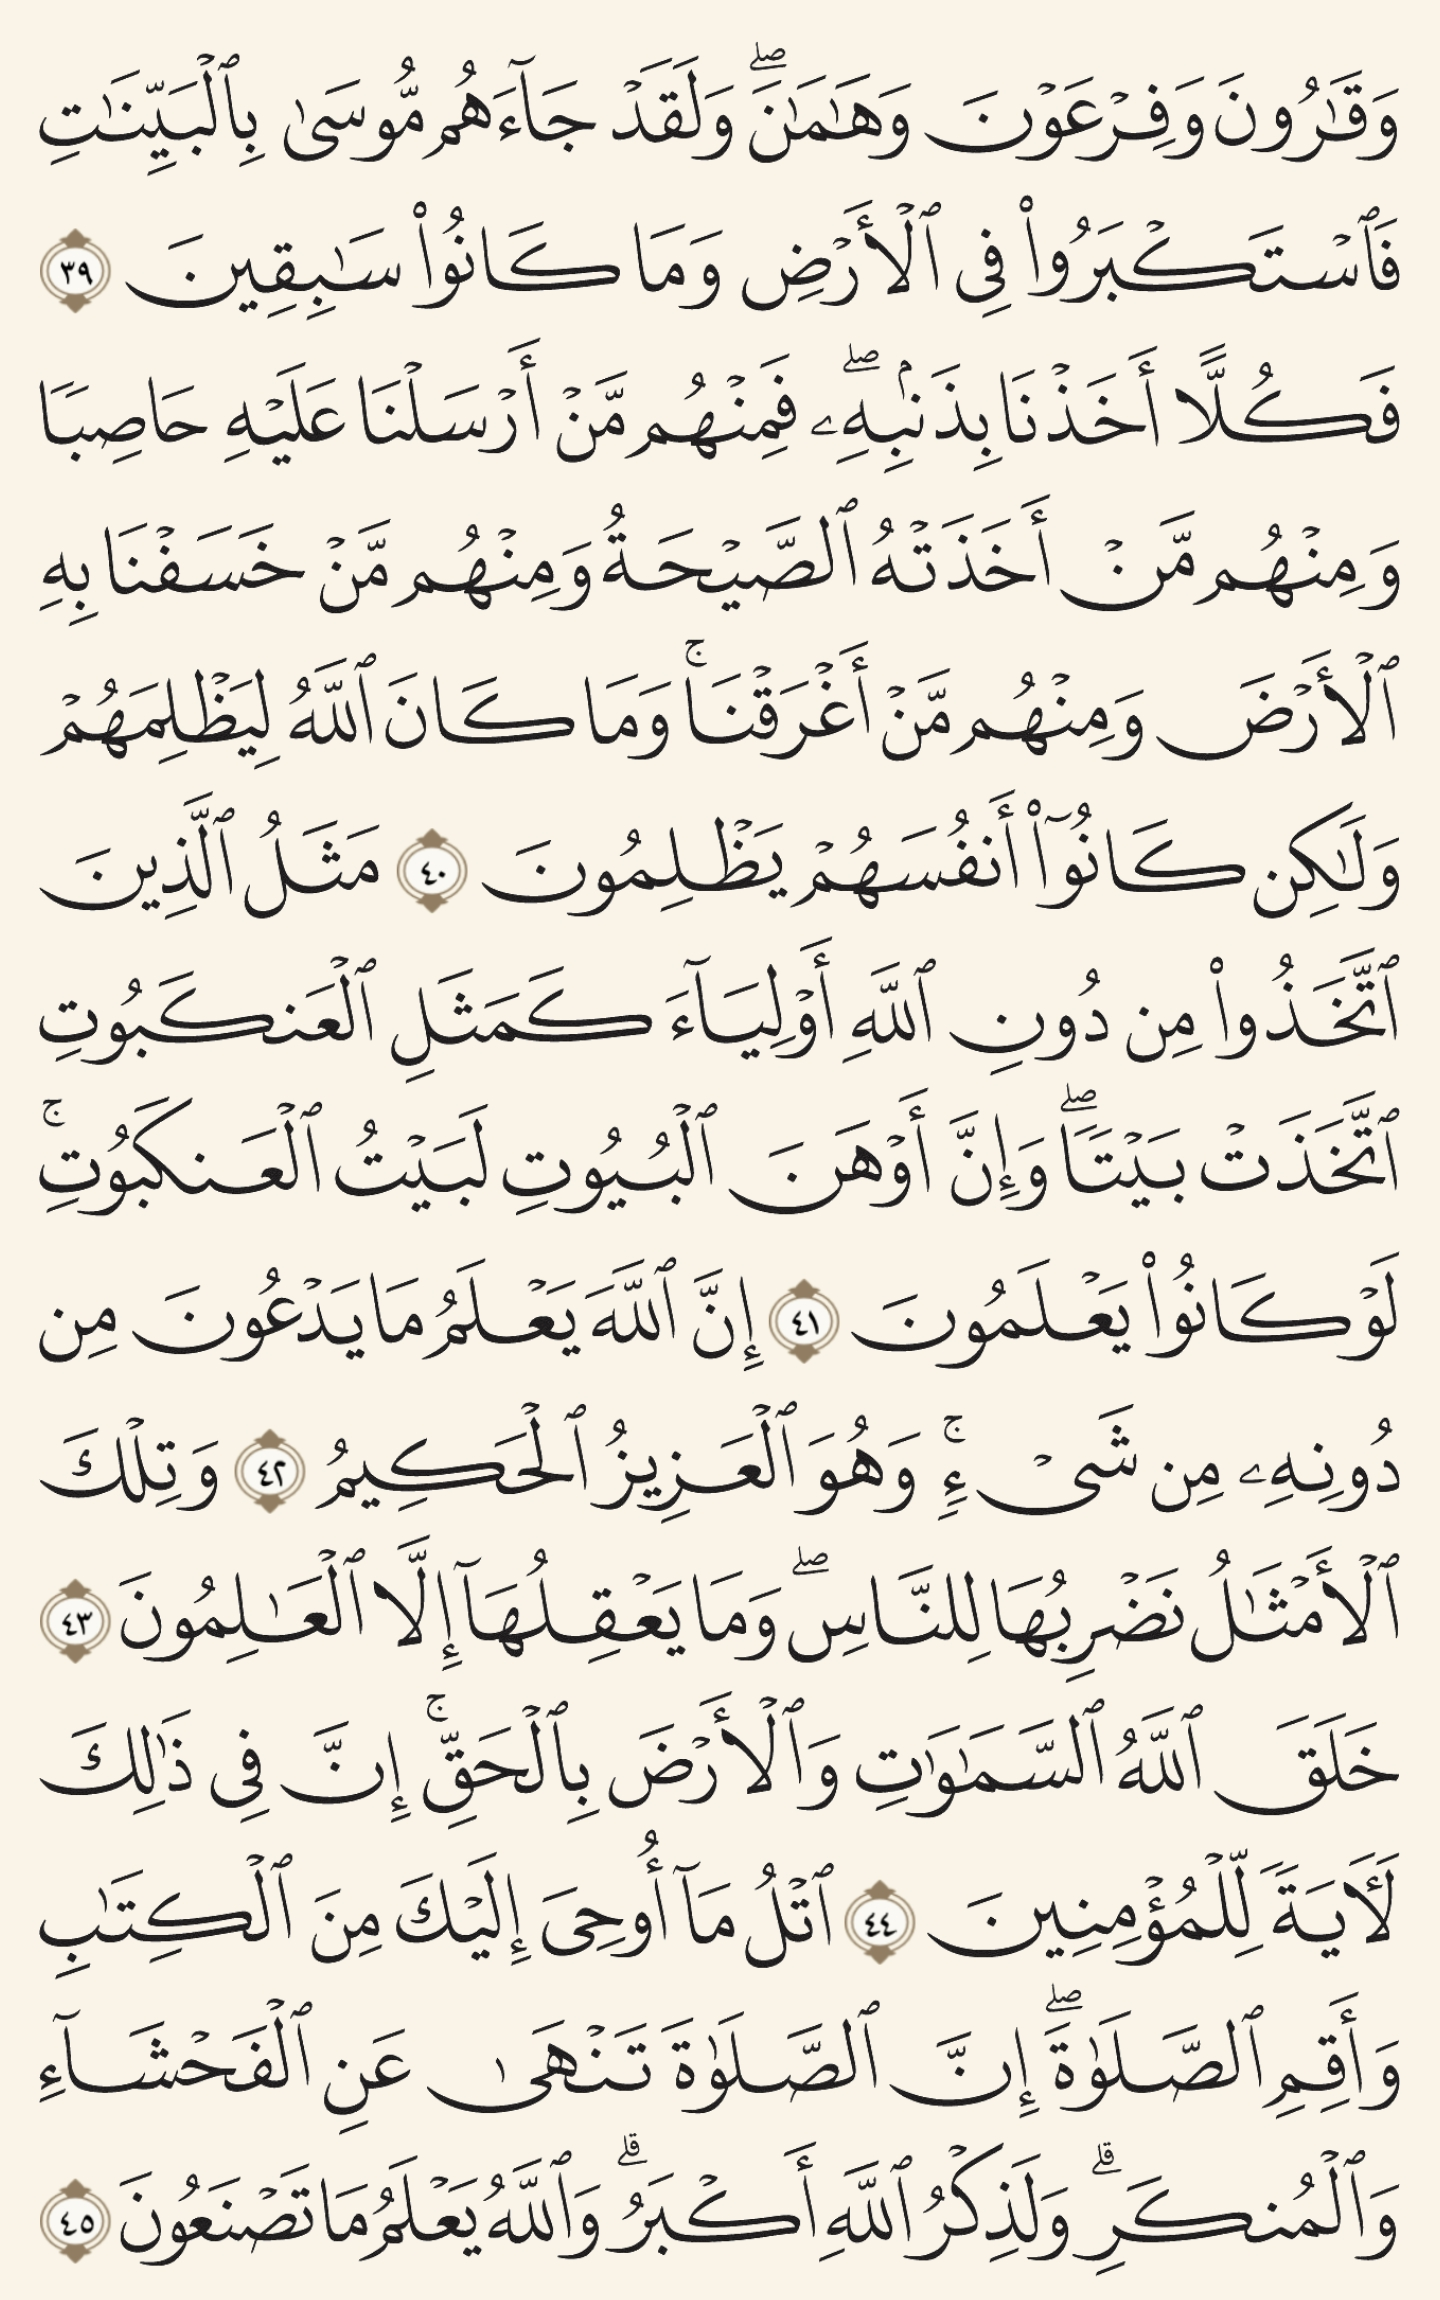 وَقَٰرُونَ وَفِرۡعَوۡنَ وَهَٰمَٰنَۖ وَلَقَدۡ جَآءَهُم مُّوسَىٰ بِٱلۡبَيِّنَٰتِ
فَٱسۡتَكۡبَرُواْ فِي ٱلۡأَرۡضِ وَمَا كَانُواْ سَٰبِقِينَ ٣٩
فَكُلًّا أَخَذۡنَا بِذَنۢبِهِۦۖ فَمِنۡهُم مَّنۡ أَرۡسَلۡنَا عَلَيۡهِ حَاصِبًا
وَمِنۡهُم مَّنۡ أَخَذَتۡهُ ٱلصَّيۡحَةُ وَمِنۡهُم مَّنۡ خَسَفۡنَا بِهِ
ٱلۡأَرۡضَ وَمِنۡهُم مَّنۡ أَغۡرَقۡنَاۚ وَمَا كَانَ ٱللَّهُ لِيَظۡلِمَهُمۡ
وَلَٰكِن كَانُوٓاْ أَنفُسَهُمۡ يَظۡلِمُونَ ٤٠ مَثَلُ ٱلَّذِينَ
ٱتَّخَذُواْ مِن دُونِ ٱللَّهِ أَوۡلِيَآءَ كَمَثَلِ ٱلۡعَنكَبُوتِ
ٱتَّخَذَتۡ بَيۡتٗاۖ وَإِنَّ أَوۡهَنَ ٱلۡبُيُوتِ لَبَيۡتُ ٱلۡعَنكَبُوتِۚ
لَوۡ كَانُواْ يَعۡلَمُونَ ٤١ إِنَّ ٱللَّهَ يَعۡلَمُ مَا يَدۡعُونَ مِن
دُونِهِۦ مِن شَيۡءٖۚ وَهُوَ ٱلۡعَزِيزُ ٱلۡحَكِيمُ ٤٢ وَتِلۡكَ
ٱلۡأَمۡثَٰلُ نَضۡرِبُهَا لِلنَّاسِۖ وَمَا يَعۡقِلُهَآ إِلَّا ٱلۡعَٰلِمُونَ ٤٣
خَلَقَ ٱللَّهُ ٱلسَّمَٰوَٰتِ وَٱلۡأَرۡضَ بِٱلۡحَقِّۚ إِنَّ فِي ذَٰلِكَ
لَأٓيَةٗ لِّلۡمُؤۡمِنِينَ ٤٤ ٱتۡلُ مَآ أُوحِيَ إِلَيۡكَ مِنَ ٱلۡكِتَٰبِ
وَأَقِمِ ٱلصَّلَوٰةَۖ إِنَّ ٱلصَّلَوٰةَ تَنۡهَىٰ عَنِ ٱلۡفَحۡشَآءِ
وَٱلۡمُنكَرِۗ وَلَذِكۡرُ ٱللَّهِ أَكۡبَرُۗ وَٱللَّهُ يَعۡلَمُ مَا تَصۡنَعُونَ ٤٥